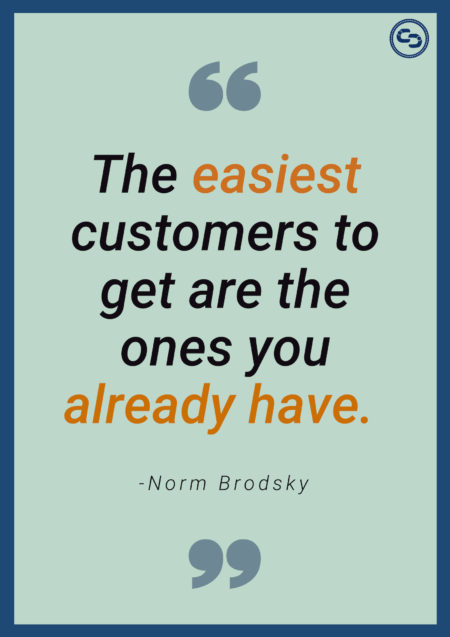 “
The easiest
customers to
get are the
ones you
already have.
-Norm Brodsky
”